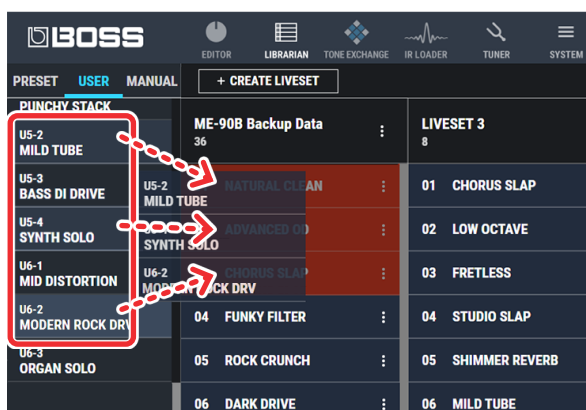 BOSS
EDITOR
LIBRARIAN
TONE EXCHANGE
IR LOADER
TUNER
SYSTEM
PRESET
USER
MANUAL
+ CREATE LIVESET
PUNCHY STACK
U5-2
MILD TUBE
U5-3
BASS DI DRIVE
U5-4
SYNTH SOLO
U6-1
MID DISTORTION
U6-2
MODERN ROCK DRV
U6-3
ORGAN SOLO
U5-2
MILD TUBE
SYNTH SOLO
U6-2
MODERN ROCK DRV
ME-90B Backup Data
36
NATURAL CLEAN
ADVANCED OD
CHORUS SLAP
04 FUNKY FILTER
05 ROCK CRUNCH
06 DARK DRIVE
LIVESET 3
8
01 CHORUS SLAP
02 LOW OCTAVE
03 FRETLESS
04 STUDIO SLAP
05 SHIMMER REVERB
06 MILD TUBE